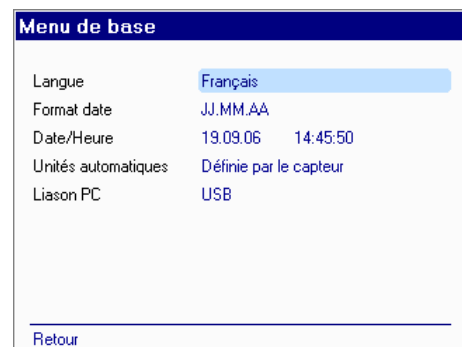 Menu de base
Langue Français
Format date JJ.MM.AA
Date/Heure 19.09.06 14:45:50
Unités automatiques Définie par le capteur
Liason PC USB
Retour